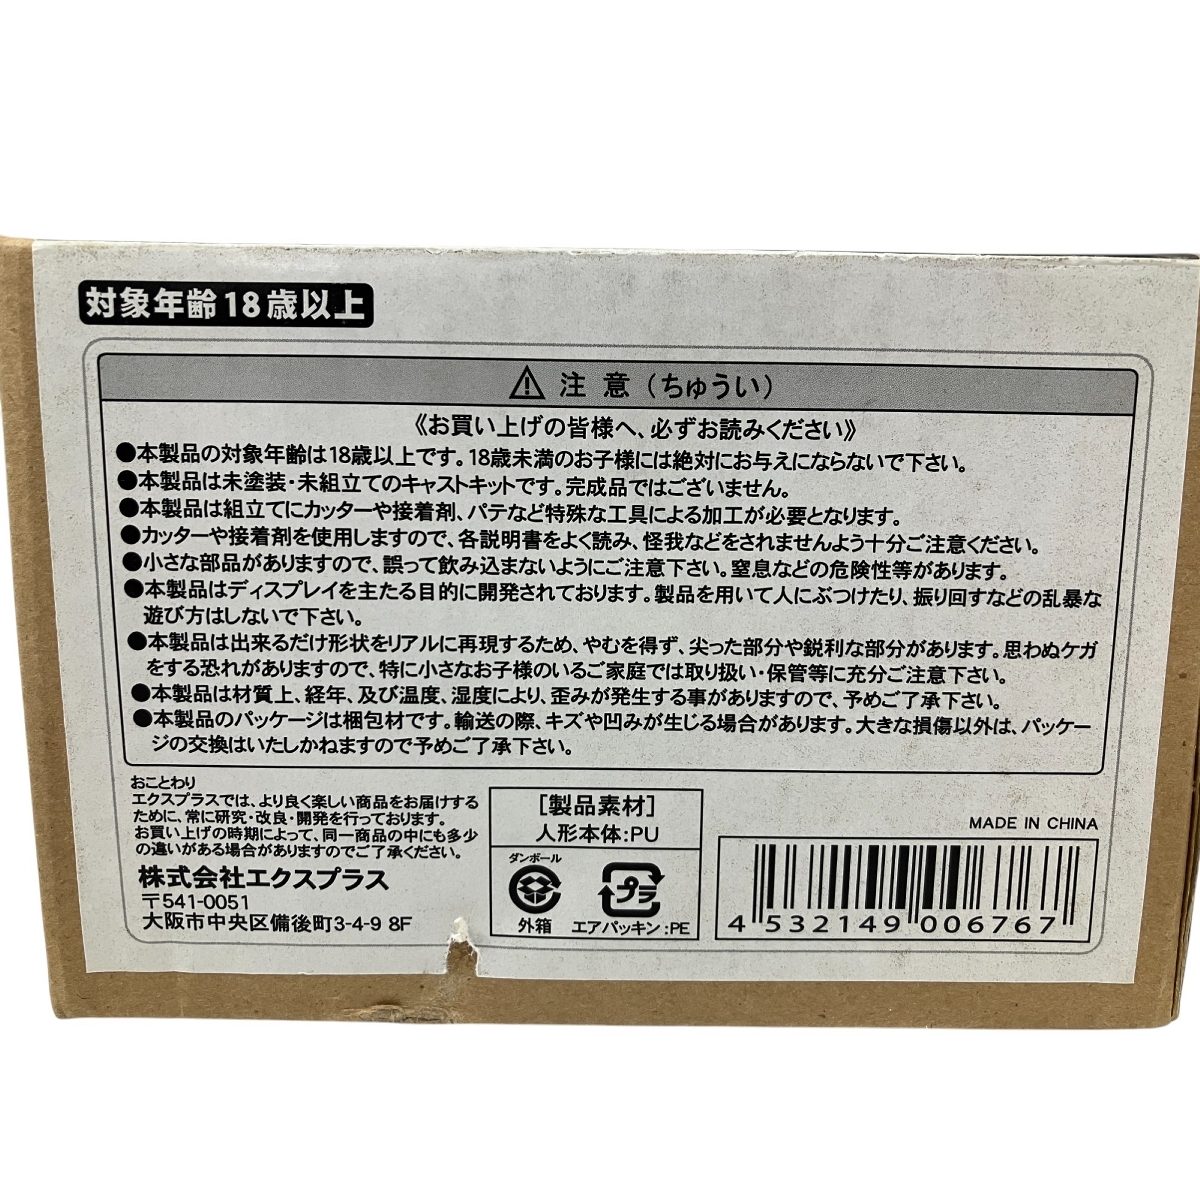 対象年齢18歳以上
⚠ 注 意（ちゅうい）
《お買い上げの皆様へ、必ずお読みください》
●本製品の対象年齢は18歳以上です。18歳未満のお子様には絶対にお与えにならないで下さい。
●本製品は未塗装・未組立てのキャストキットです。完成品ではございません。
●本製品は組立てにカッターや接着剤、パテなど特殊な工具による加工が必要となります。
●カッターや接着剤を使用しますので、各説明書をよく読み、怪我などをされませんよう十分ご注意ください。
●小さな部品がありますので、誤って飲み込まないようにご注意下さい。窒息などの危険性等があります。
●本製品はディスプレイを主たる目的に開発されております。製品を用いて人にぶつけたり、振り回すなどの乱暴な
遊び方はしないで下さい。
●本製品は出来るだけ形状をリアルに再現するため、やむを得ず、尖った部分や鋭利な部分があります。思わぬケガ
をする恐れがありますので、特に小さなお子様のいるご家庭では取り扱い・保管等に充分ご注意下さい。
●本製品は材質上、経年、及び温度、湿度により、歪みが発生する事がありますので、予めご了承下さい。
●本製品のパッケージは梱包材です。輸送の際、キズや凹みが生じる場合があります。大きな損傷以外は、パッケー
ジの交換はいたしかねますので予めご了承下さい。
おことわり
エクスプラスでは、より良く楽しい商品をお届けする
ために、常に研究・改良・開発を行っております。
お買い上げの時期によって、同一商品の中にも多少
の違いがある場合がありますのでご了承ください。
株式会社エクスプラス
〒541-0051
大阪市中央区備後町3-4-9 8F
［製品素材］
人形本体:PU
ダンボール
外箱
プラ
エアパッキン:PE
MADE IN CHINA
4 532149 006767